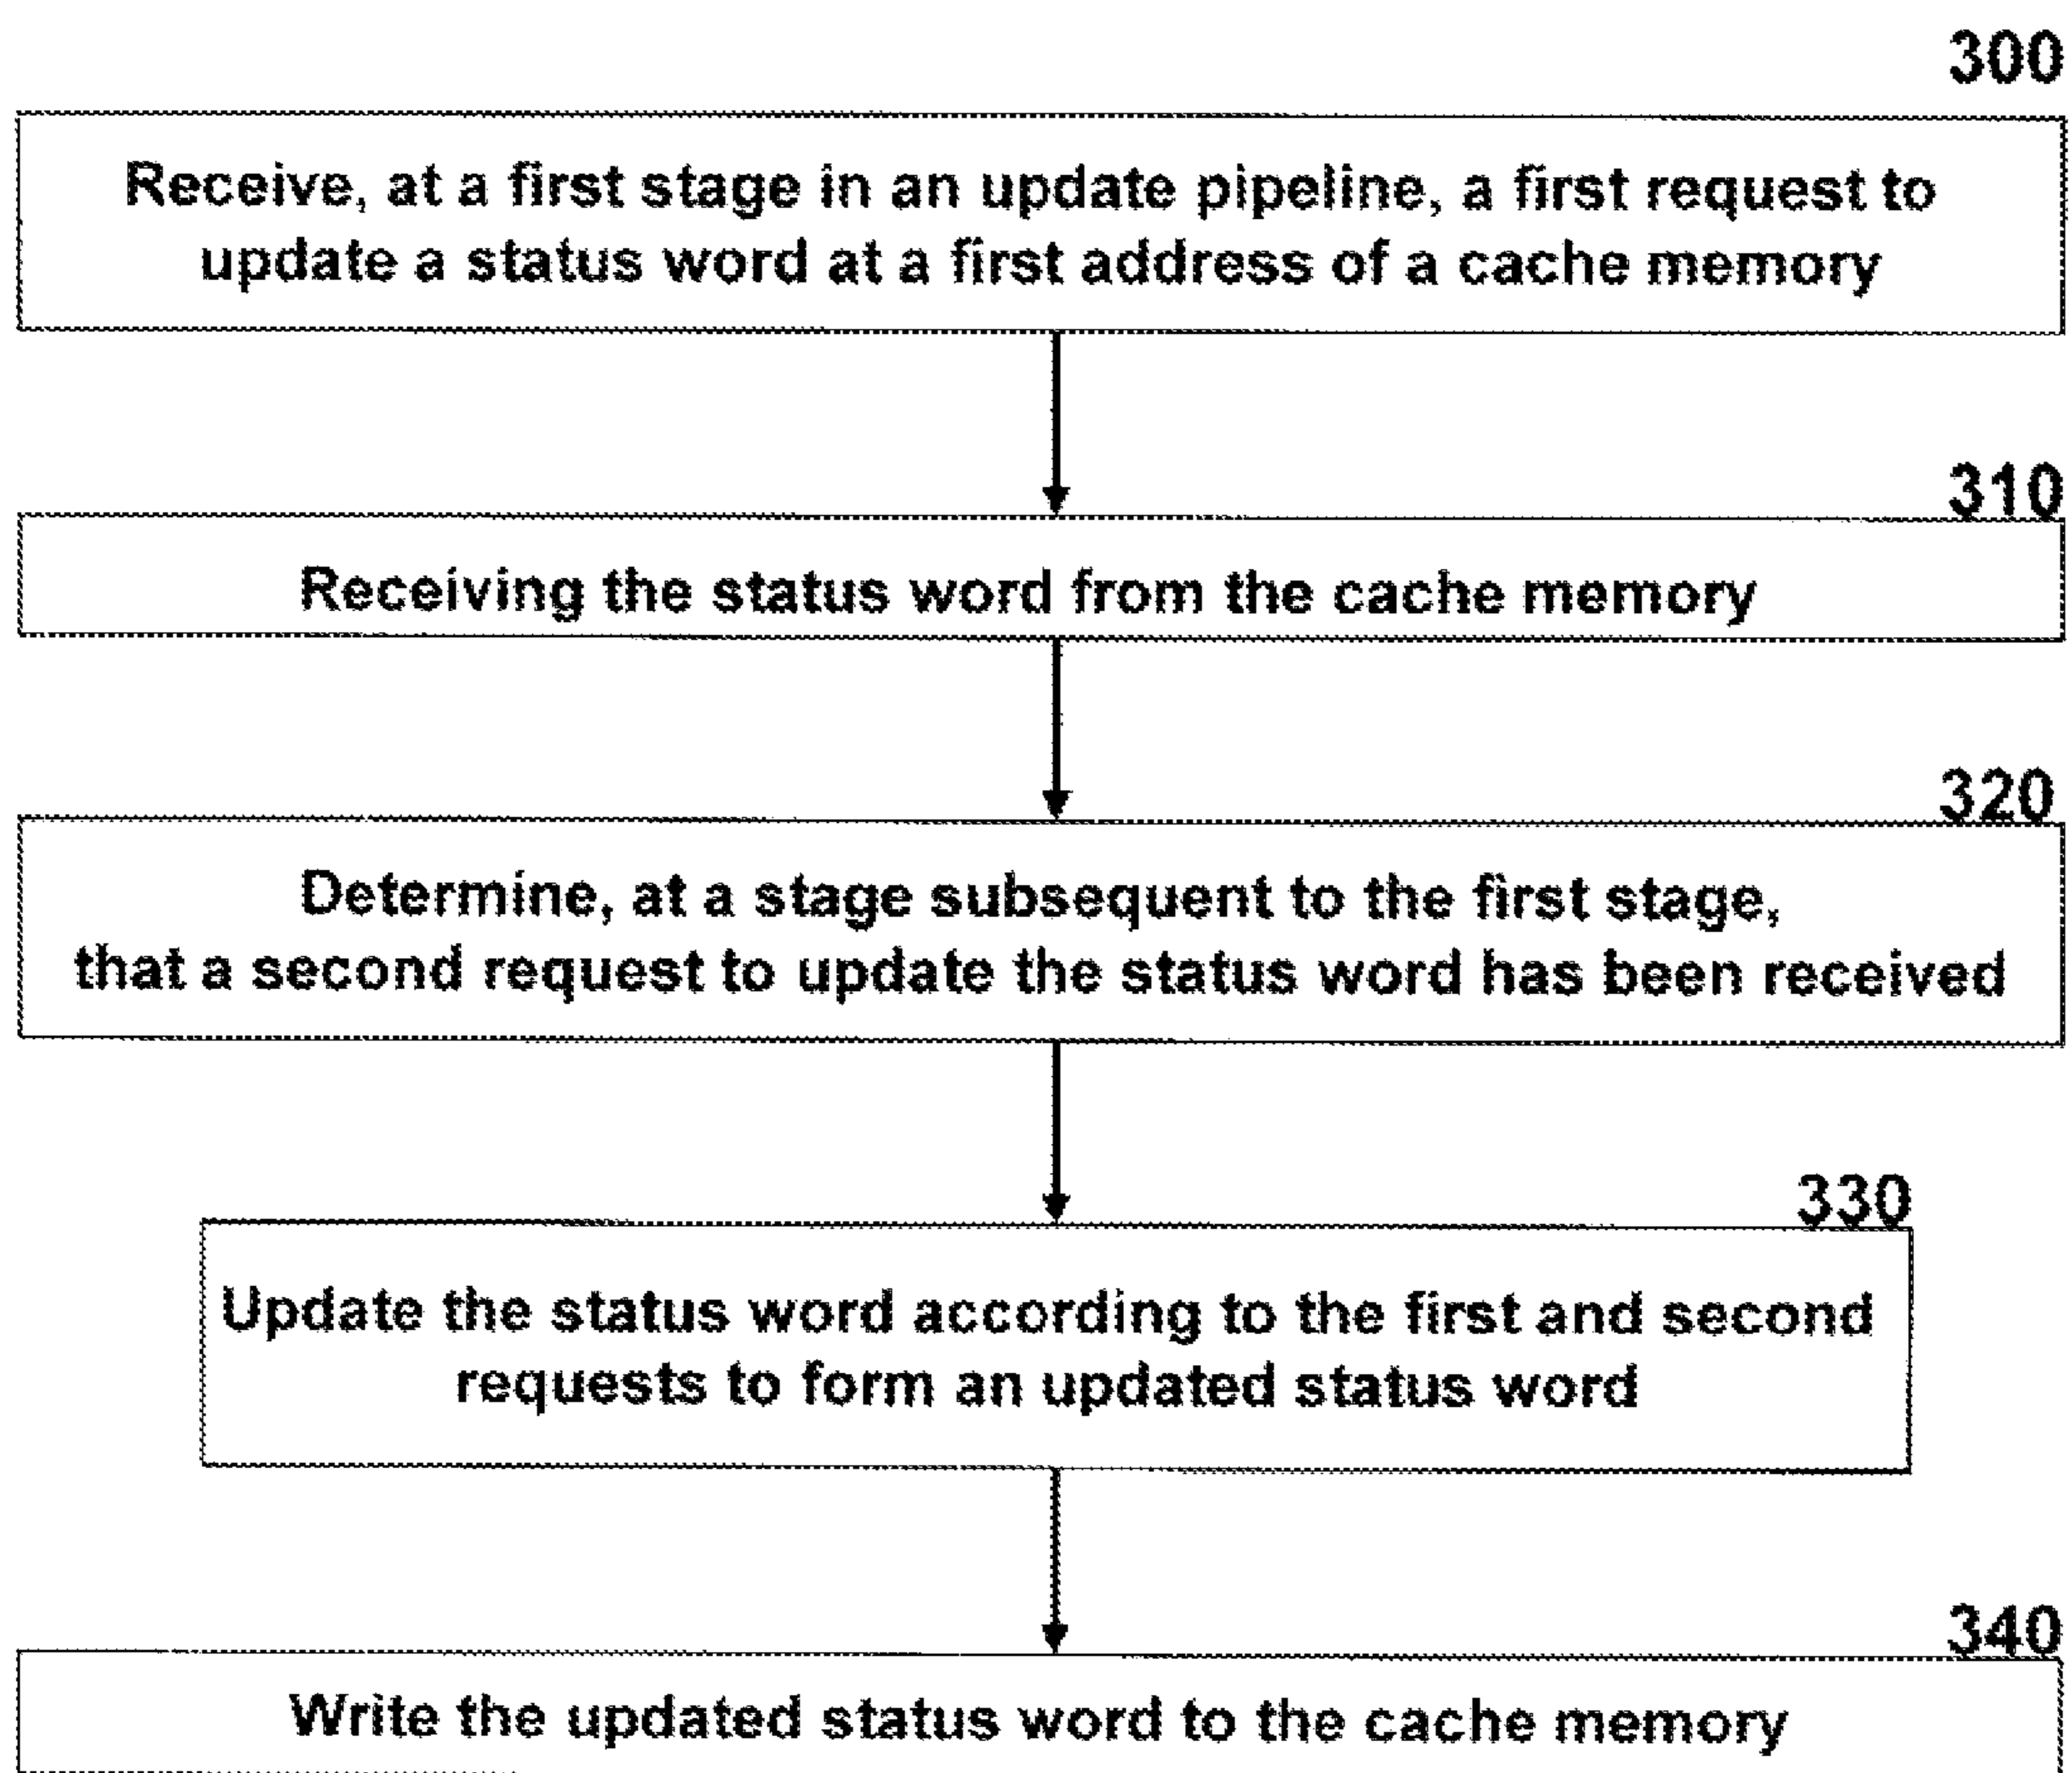 300
Receive, at a first stage in an update pipeline, a first request to
update a status word at a first address of a cache memory
310
Receiving the status word from the cache memory
320
Determine, at a stage subsequent to the first stage,
that a second request to update the status word has been received
330
Update the status word according to the first and second
requests to form an updated status word
340
Write the updated status word to the cache memory